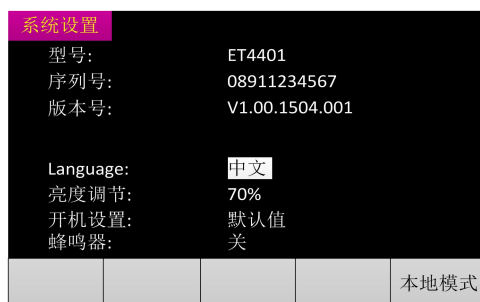 系统设置
型号: ET4401
序列号: 08911234567
版本号: V1.00.1504.001
Language: 中文
亮度调节: 70%
开机设置: 默认值
蜂鸣器: 关
本地模式